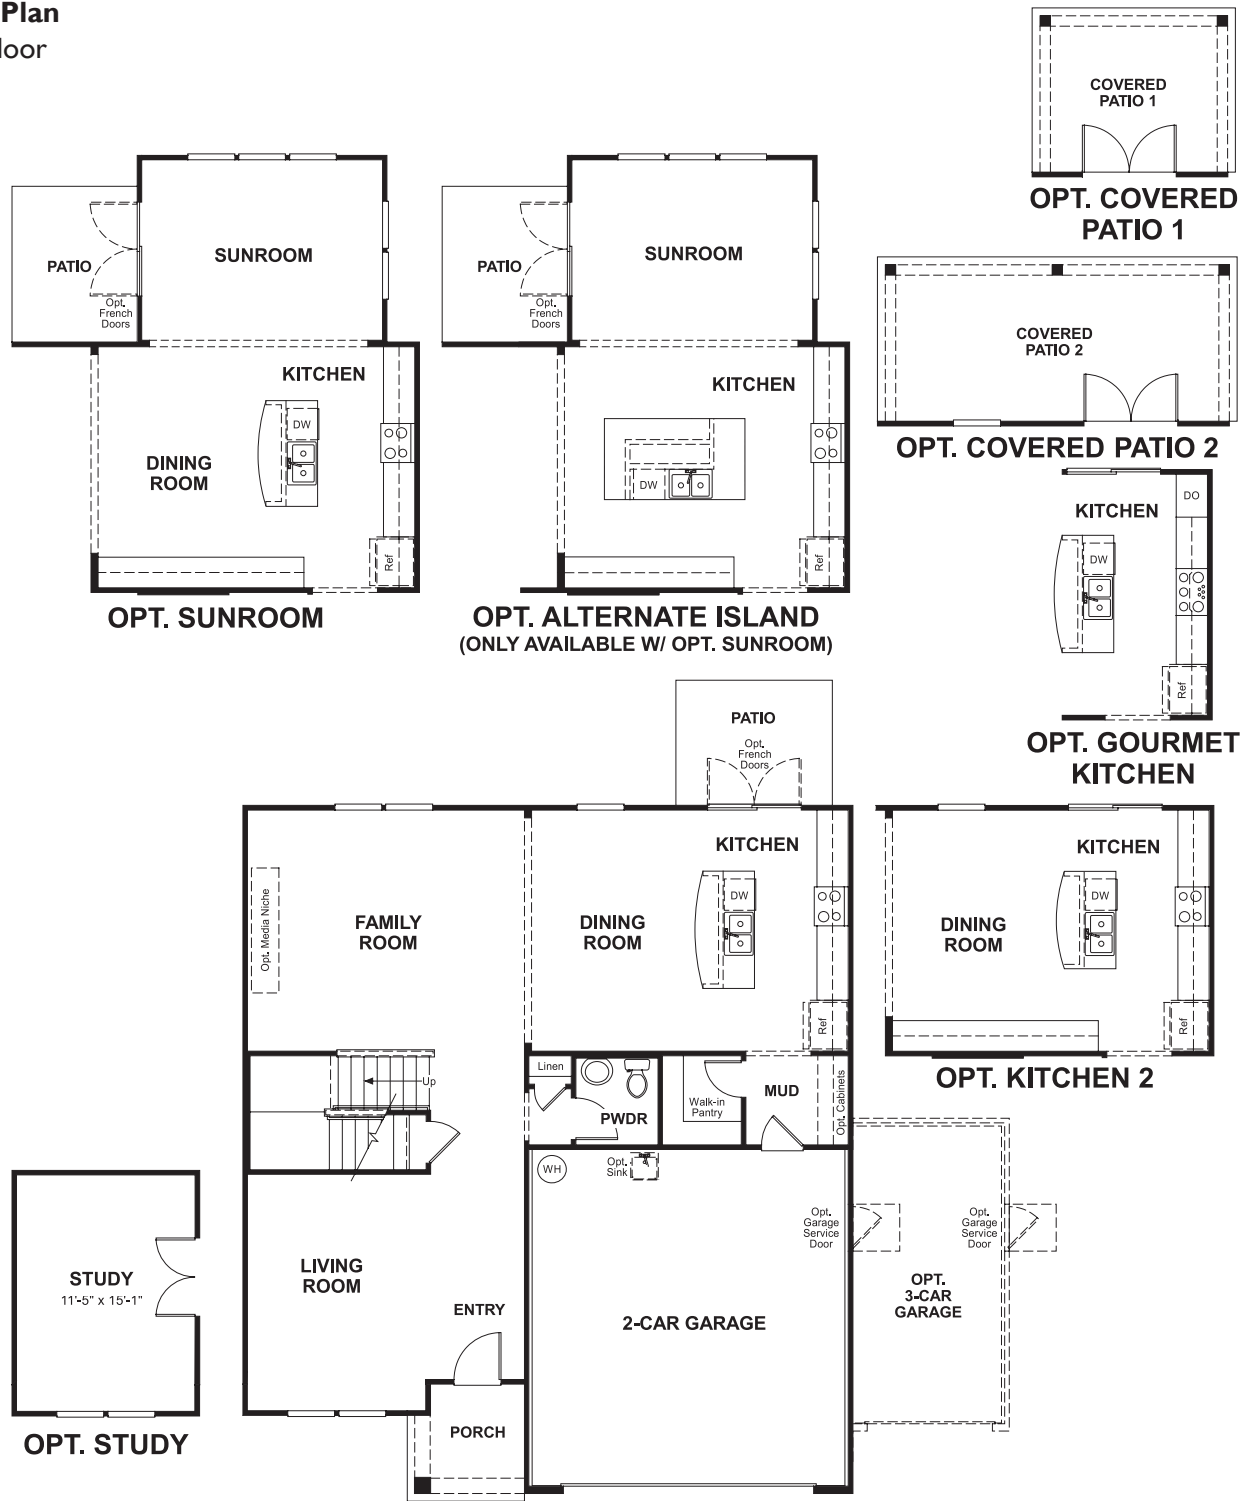 Plan
loor
COVERED
PATIO 1
OPT. COVERED
PATIO 1
SUNROOM
PATIO
Opt.
French
Doors
KITCHEN
DW
DINING
ROOM
Ref
OPT. SUNROOM
SUNROOM
PATIO
Opt.
French
Doors
KITCHEN
DW
Ref
OPT. ALTERNATE ISLAND
(ONLY AVAILABLE W/ OPT. SUNROOM)
COVERED
PATIO 2
OPT. COVERED PATIO 2
DO
KITCHEN
DW
Ref
OPT. GOURMET
KITCHEN
PATIO
Opt.
French
Doors
KITCHEN
DW
FAMILY
ROOM
Opt. Media Niche
DINING
ROOM
Ref
Up
Linen
PWDR
Walk-in
Pantry
MUD
Opt. Cabinets
KITCHEN
DW
DINING
ROOM
Ref
OPT. KITCHEN 2
WH
Opt.
Sink
Opt.
Garage
Service
Door
Opt.
Garage
Service
Door
LIVING
ROOM
ENTRY
2-CAR GARAGE
OPT.
3-CAR
GARAGE
PORCH
STUDY
11'-5" x 15'-1"
OPT. STUDY